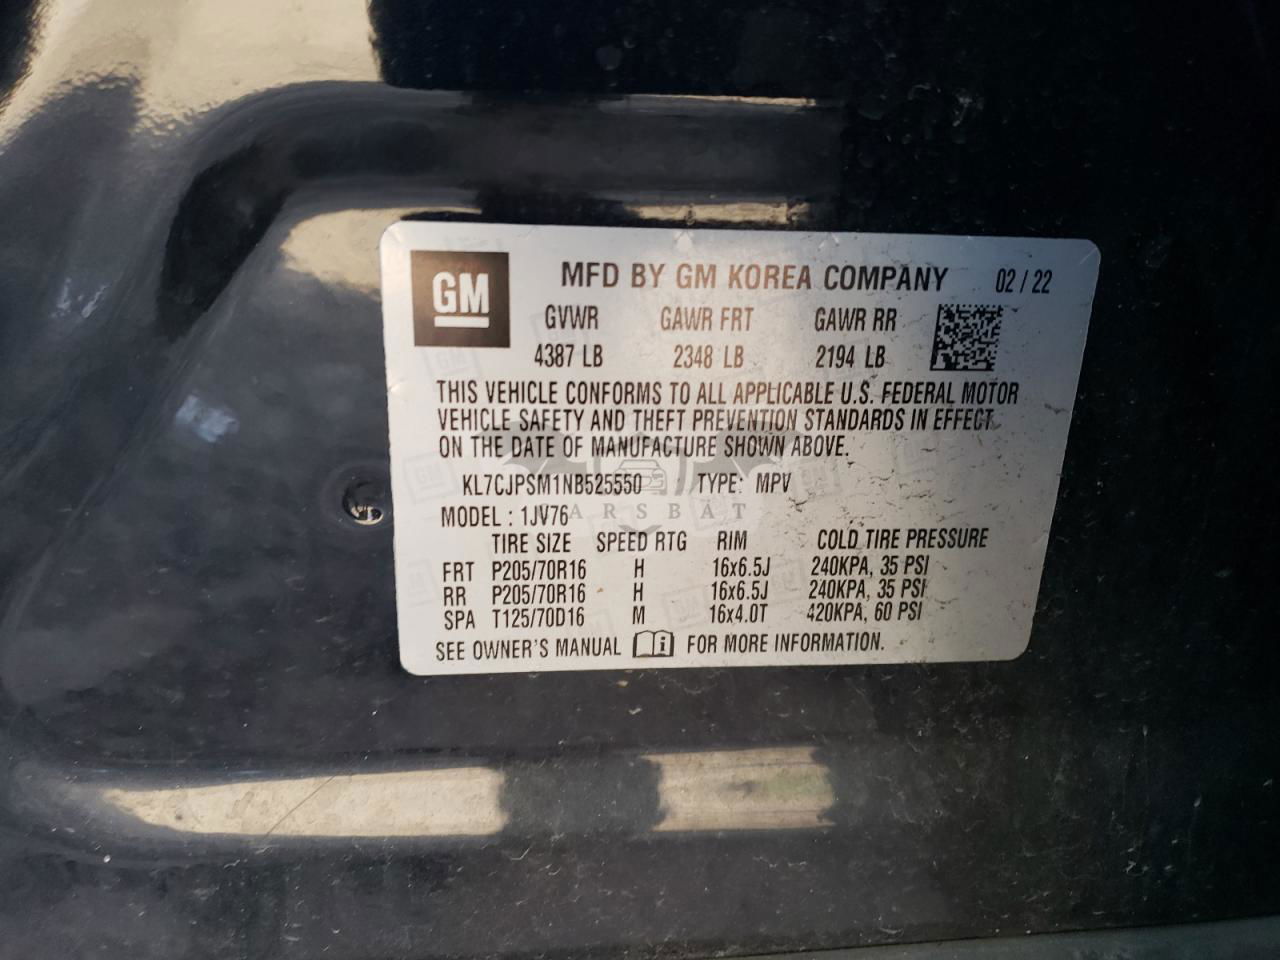 GM
MFD BY GM KOREA COMPANY 02 / 22
GVWR GAWR FRT GAWR RR
4387 LB 2348 LB 2194 LB
THIS VEHICLE CONFORMS TO ALL APPLICABLE U.S. FEDERAL MOTOR
VEHICLE SAFETY AND THEFT PREVENTION STANDARDS IN EFFECT
ON THE DATE OF MANUFACTURE SHOWN ABOVE.
KL7CJPSM1NB525550 TYPE: MPV
ARSBAT
MODEL : 1JV76
TIRE SIZE SPEED RTG RIM COLD TIRE PRESSURE
FRT P205/70R16 H 16x6.5J 240KPA, 35 PSI
RR P205/70R16 H 16x6.5J 240KPA, 35 PSI
SPA T125/70D16 M 16x4.0T 420KPA, 60 PSI
SEE OWNER'S MANUAL i FOR MORE INFORMATION.